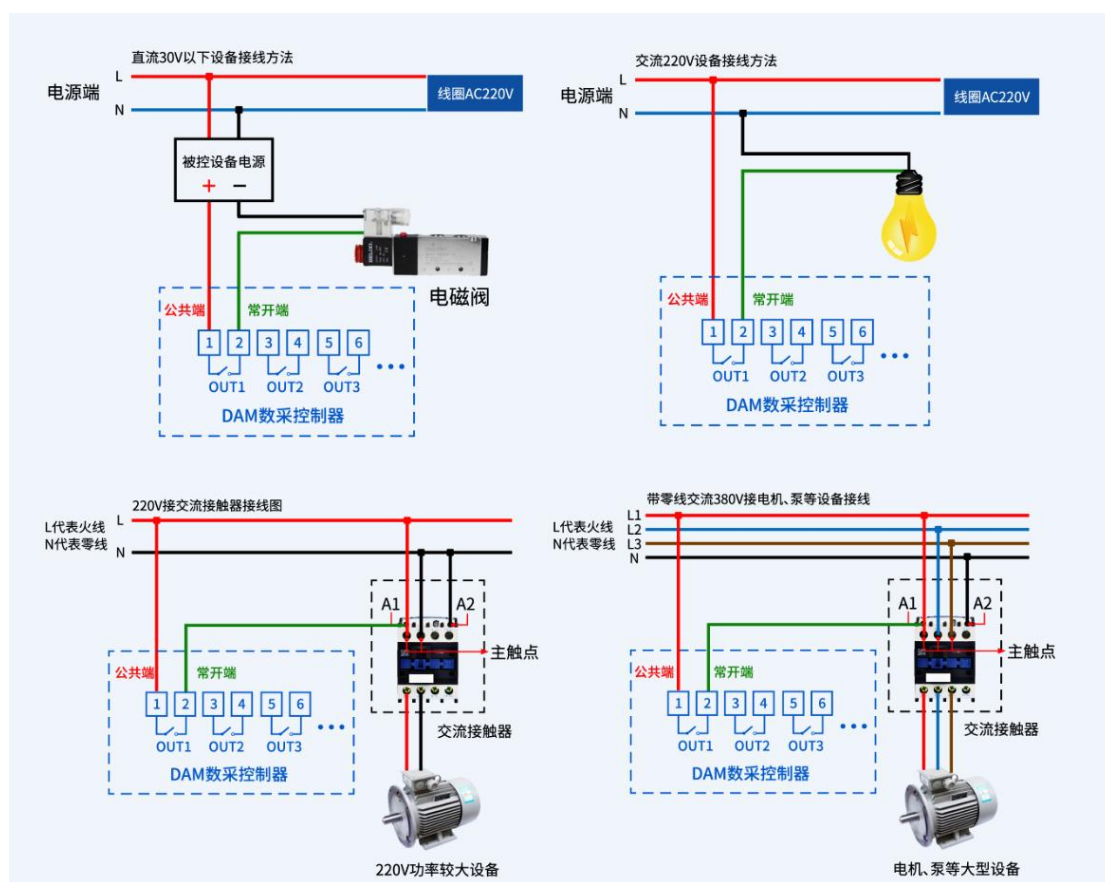 直流30V以下设备接线方法
L
电源端
线圈AC220V
N
被控设备电源
+ −
电磁阀
公共端 常开端
1 2 3 4 5 6
OUT1 OUT2 OUT3
DAM数采控制器
交流220V设备接线方法
L
电源端
线圈AC220V
N
公共端 常开端
1 2 3 4 5 6
OUT1 OUT2 OUT3
DAM数采控制器
220V接交流接触器接线图
L代表火线 L
N代表零线 N
A1 A2
主触点
公共端 常开端
1 2 3 4 5 6
交流接触器
OUT1 OUT2 OUT3
DAM数采控制器
220V功率较大设备
带零线交流380V接电机、泵等设备接线
L1
L代表火线 L2
N代表零线 L3
N
A1 A2
主触点
公共端 常开端
1 2 3 4 5 6
交流接触器
OUT1 OUT2 OUT3
DAM数采控制器
电机、泵等大型设备